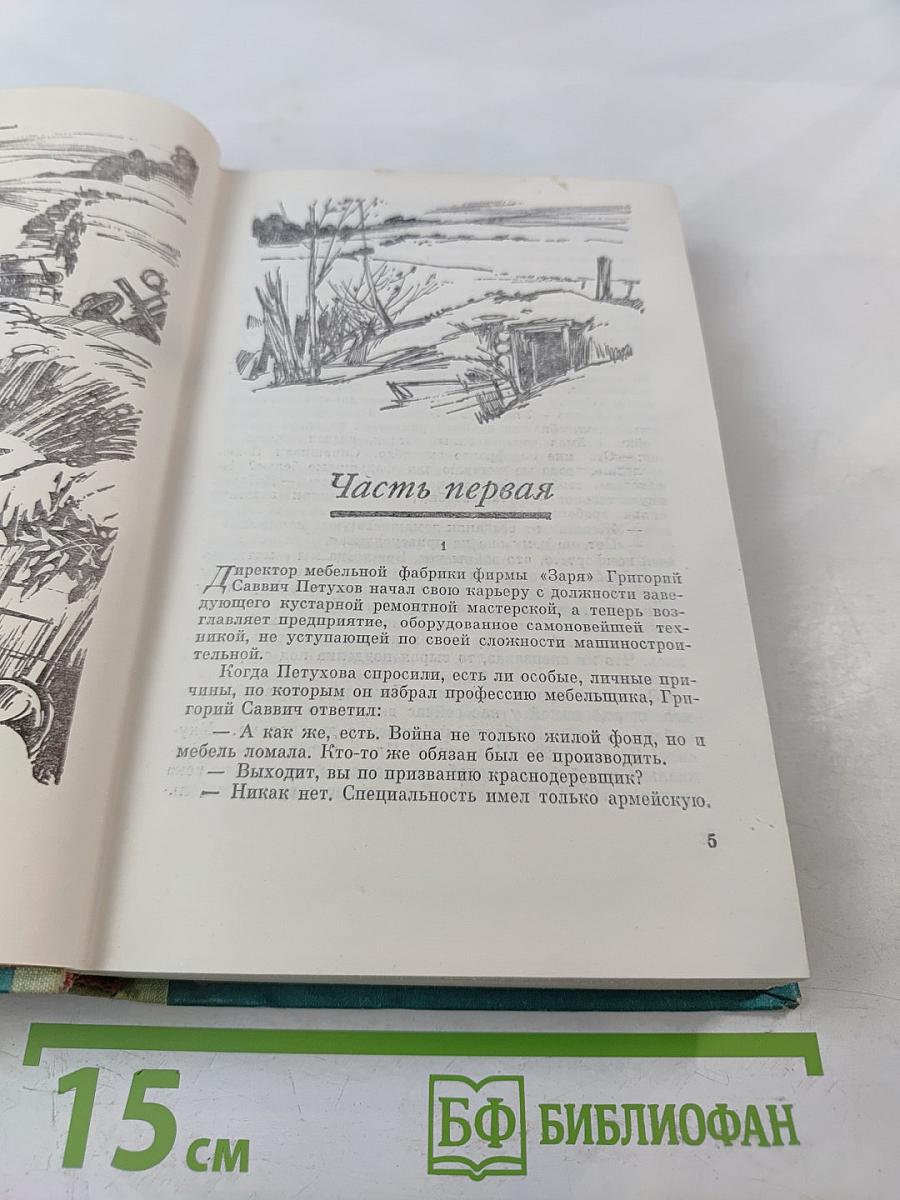 Часть первая
1
Директор мебельной фабрики фирмы «Заря» Григорий
Саввич Петухов начал свою карьеру с должности заве-
дующего кустарной ремонтной мастерской, а теперь воз-
главляет предприятие, оборудованное самоновейшей тех-
никой, не уступающей по своей сложности машинострои-
тельной.
Когда Петухова спросили, есть ли особые, личные при-
чины, по которым он избрал профессию мебельщика, Гри-
горий Саввич ответил:
— А как же, есть. Война не только жилой фонд, но и
мебель ломала. Кто-то же обязан был ее производить.
— Выходит, вы по призванию краснодеревщик?
— Никак нет. Специальность имел только армейскую.
5
15 см
БФ БИБЛИОФАН